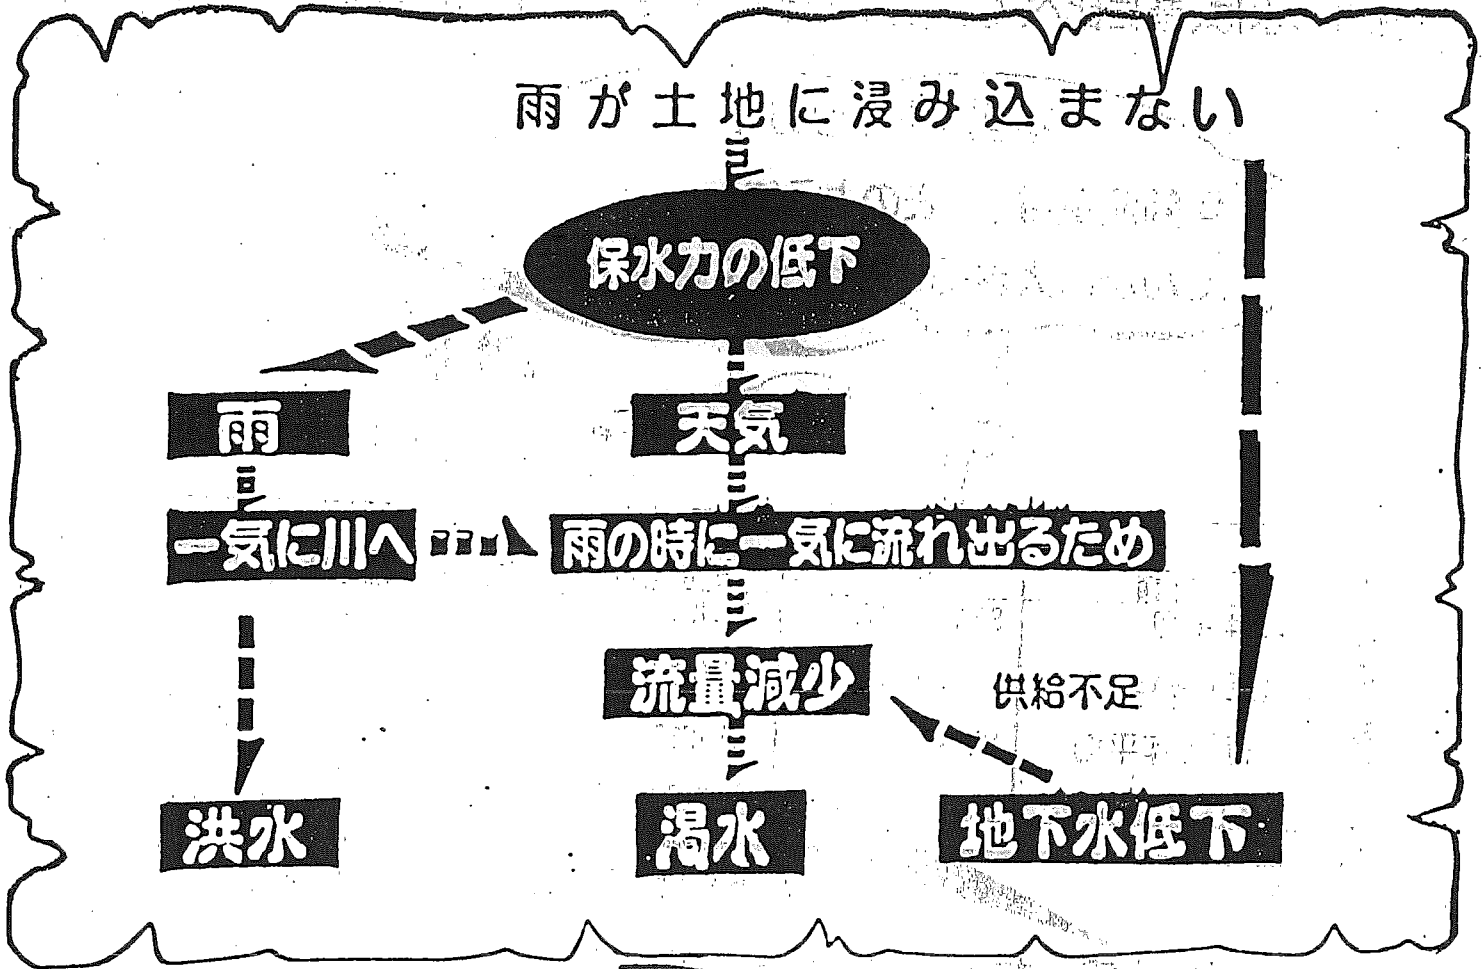 雨が土地に浸み込まない
保水力の低下
雨
天気
一気に川へ
雨の時に一気に流れ出るため
流量減少
供給不足
洪水
渇水
地下水低下